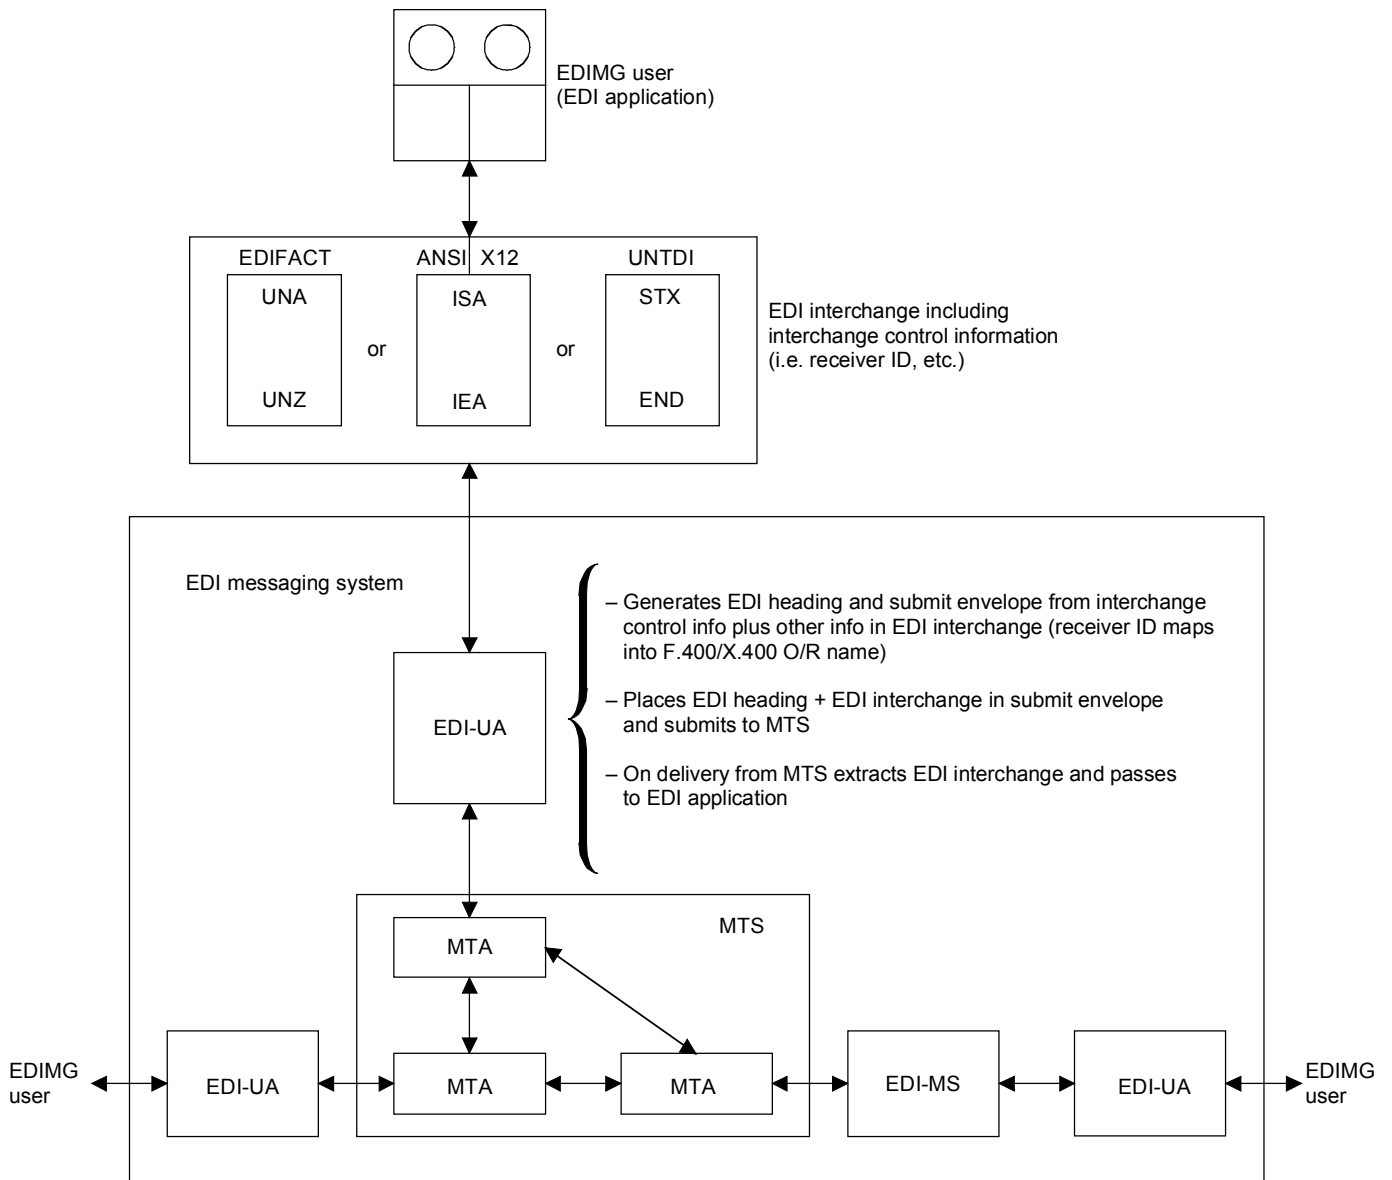 EDIMG user
(EDI application)
EDIFACT
ANSI X12
UNTDI
UNA
ISA
STX
or
or
UNZ
IEA
END
EDI interchange including
interchange control information
(i.e. receiver ID, etc.)
EDI messaging system
– Generates EDI heading and submit envelope from interchange
control info plus other info in EDI interchange (receiver ID maps
into F.400/X.400 O/R name)
– Places EDI heading + EDI interchange in submit envelope
and submits to MTS
– On delivery from MTS extracts EDI interchange and passes
to EDI application
EDI-UA
MTS
MTA
EDIMG
user
EDI-UA
MTA
MTA
EDI-MS
EDI-UA
EDIMG
user